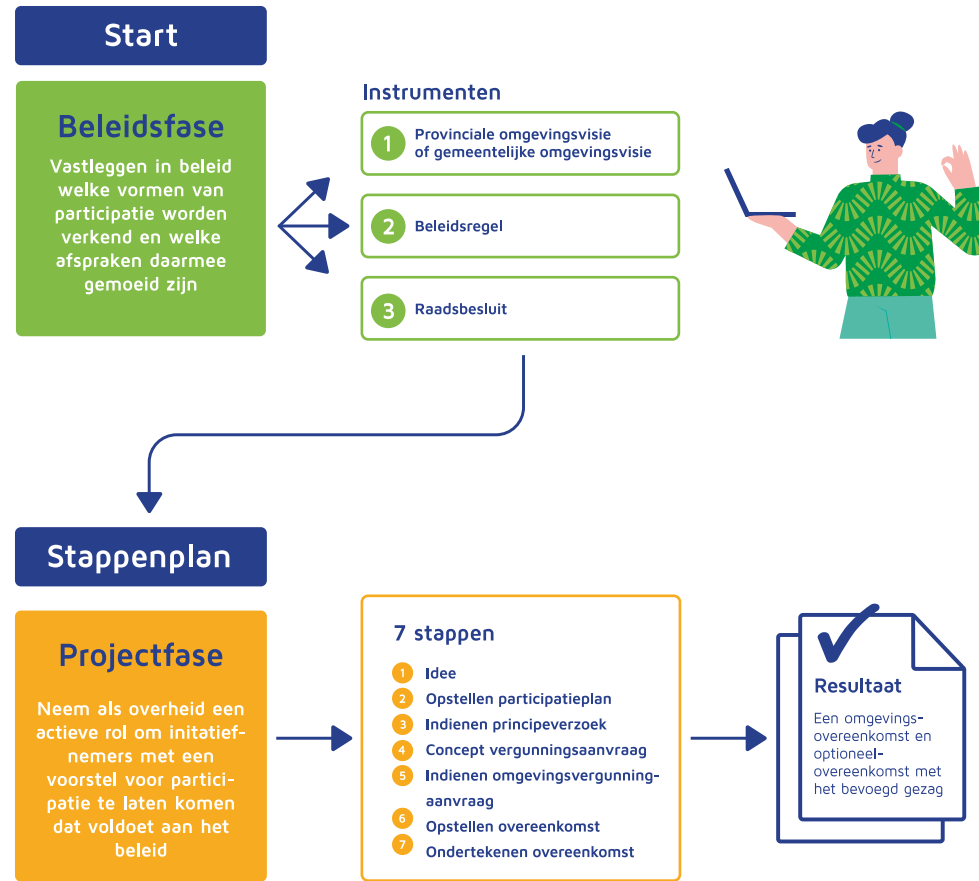 Start
Beleidsfase
Vastleggen in beleid
welke vormen van
participatie worden
verkend en welke
afspraken daarmee
gemoeid zijn
Instrumenten
1 Provinciale omgevingsvisie
of gemeentelijke omgevingsvisie
2 Beleidsregel
3 Raadsbesluit
Stappenplan
Projectfase
Neem als overheid een
actieve rol om initatief-
nemers met een
voorstel voor partici-
patie te laten komen
dat voldoet aan het
beleid
7 stappen
1 Idee
2 Opstellen participatieplan
3 Indienen principeverzoek
4 Concept vergunningsaanvraag
5 Indienen omgevingsvergunning-
aanvraag
6 Opstellen overeenkomst
7 Ondertekenen overeenkomst
Resultaat
Een omgevings-
overeenkomst en
optioneel-
overeenkomst met
het bevoegd gezag